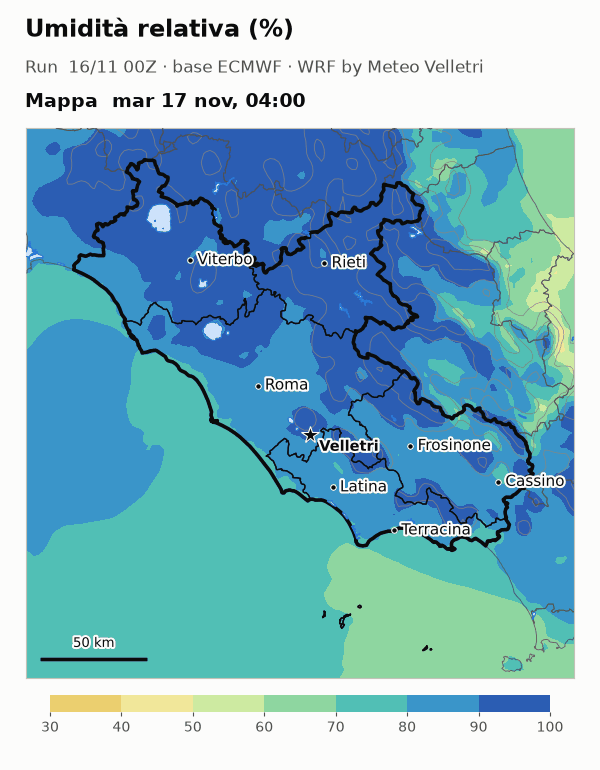 Umidità relativa (%)
Run  16/11 00Z · base ECMWF · WRF by Meteo Velletri
Mappa  mar 17 nov, 04:00
Viterbo
Rieti
Roma
Velletri
Frosinone
Cassino
Latina
Terracina
50 km
30 40 50 60 70 80 90 100